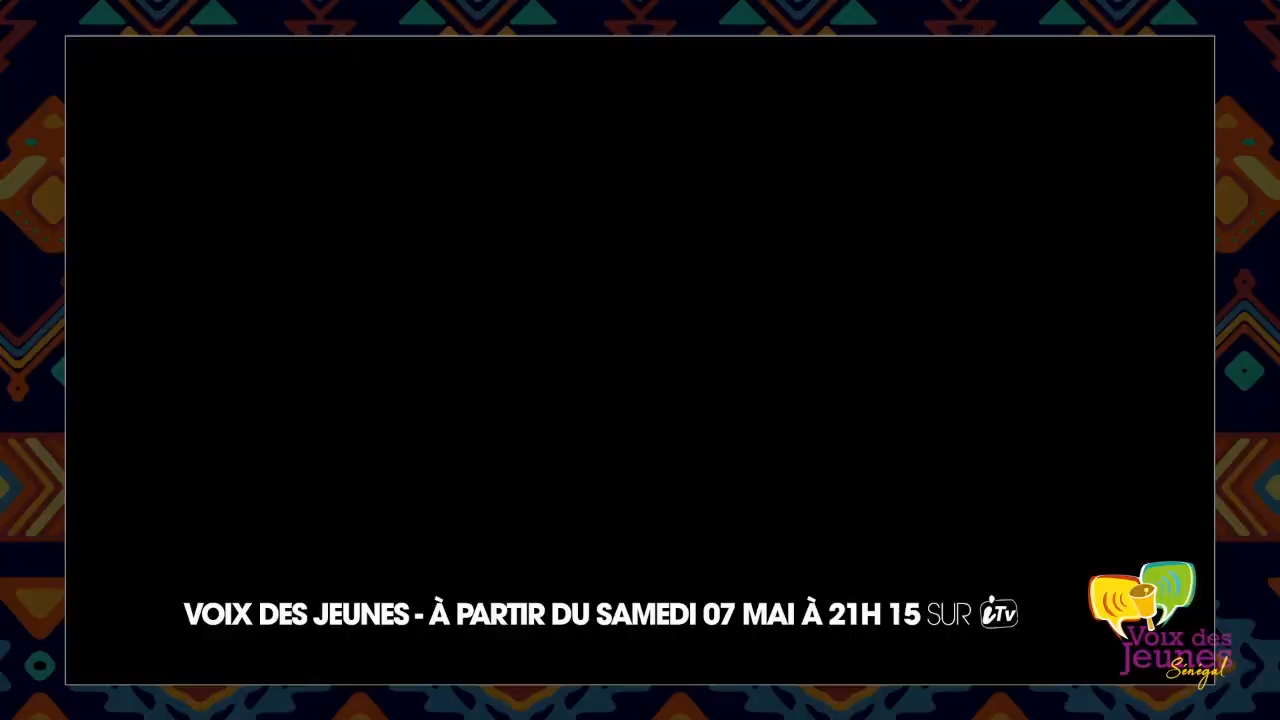 VOIX DES JEUNES - À PARTIR DU SAMEDI 07 MAI À 21H 15 SUR iTv
Voix des
Jeunes
Sénégal